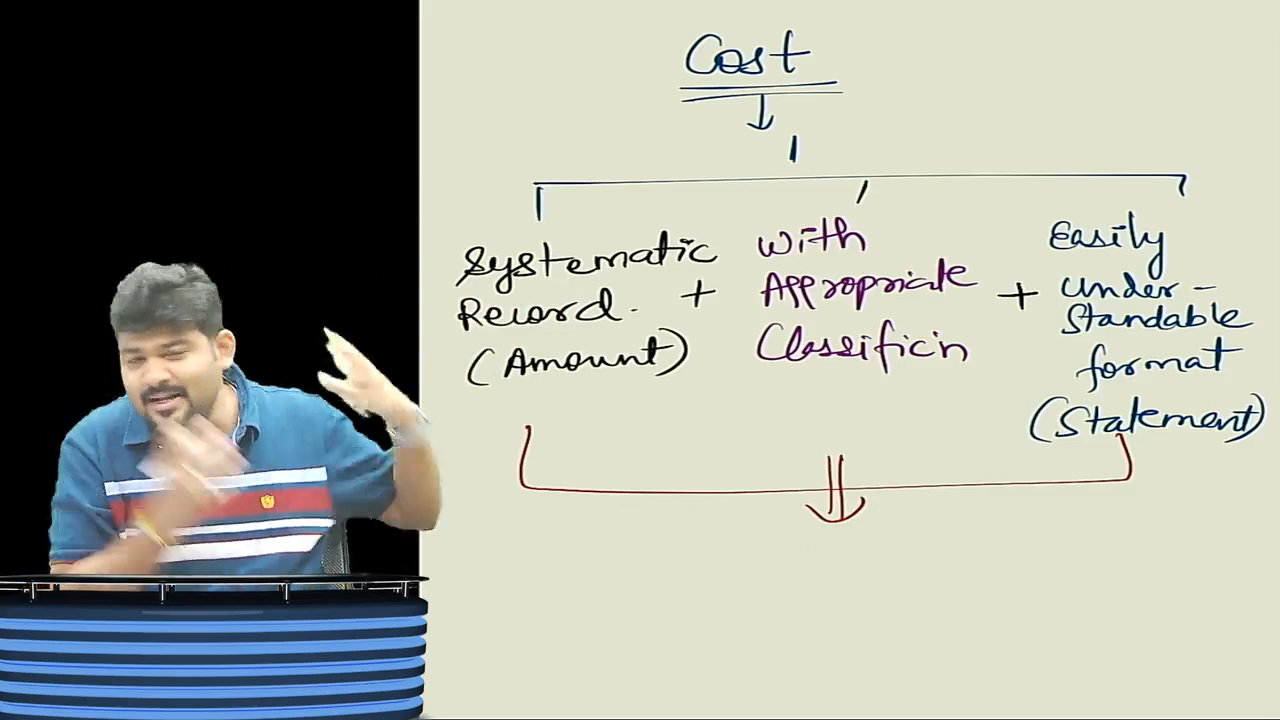 Cost
Systematic
Record.
(Amount)
+
With
Appropriate
Classific'n
+
Easily
under-
standable
format
(Statement)